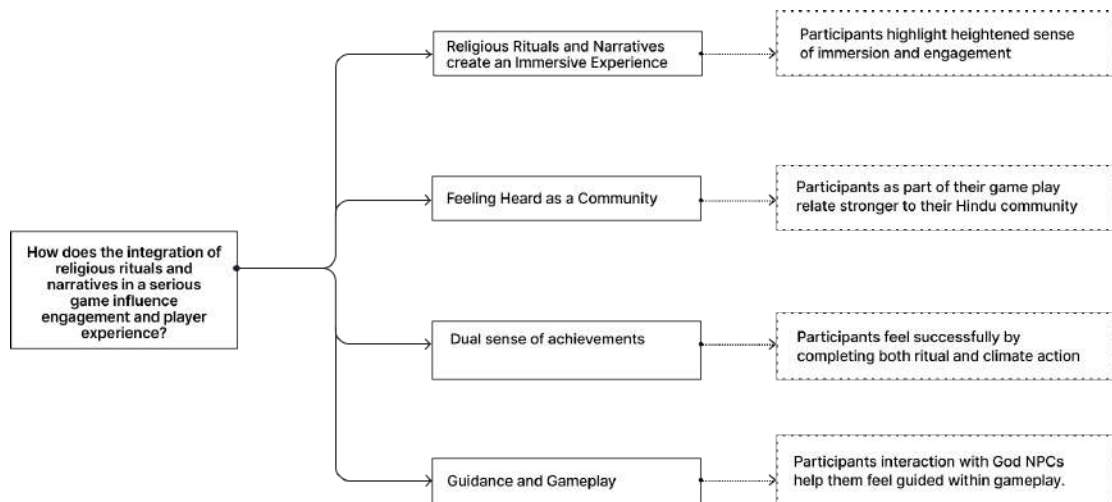 How does the integration of
religious rituals and
narratives in a serious
game influence
engagement and player
experience?
Religious Rituals and Narratives
create an Immersive Experience
Participants highlight heightened sense
of immersion and engagement
Feeling Heard as a Community
Participants as part of their game play
relate stronger to their Hindu community
Dual sense of achievements
Participants feel successfully by
completing both ritual and climate action
Guidance and Gameplay
Participants interaction with God NPCs
help them feel guided within gameplay.